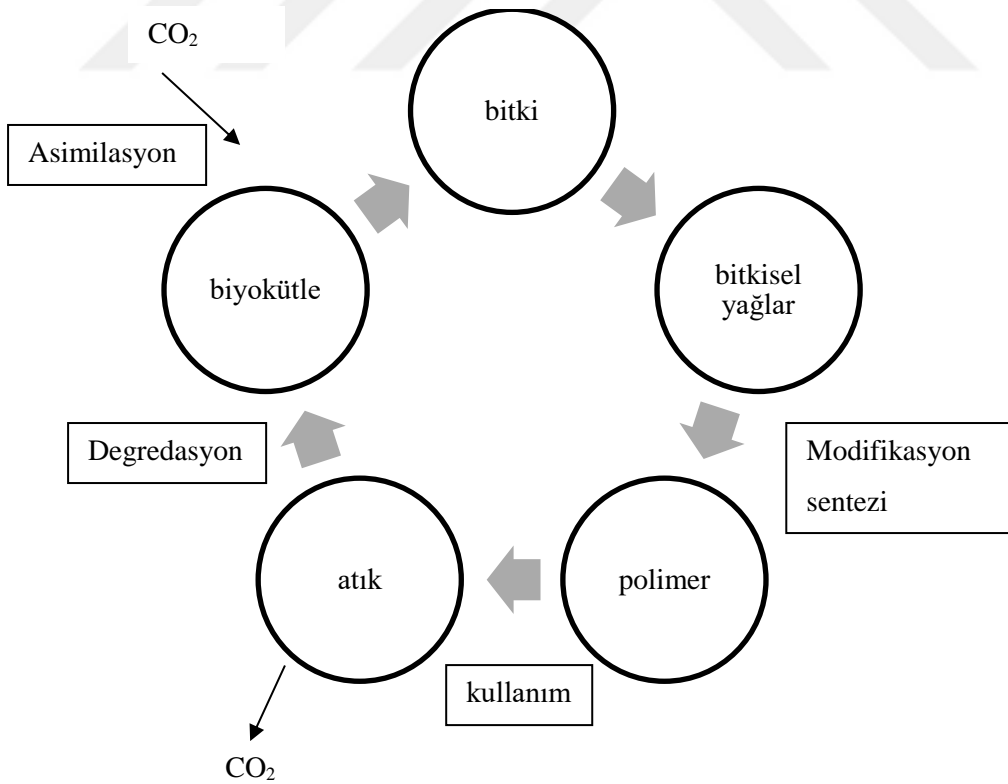 CO₂
bitki
Asimilasyon
biyokütle
bitkisel
yağlar
Degredasyon
Modifikasyon
sentezi
atık
polimer
kullanım
CO₂